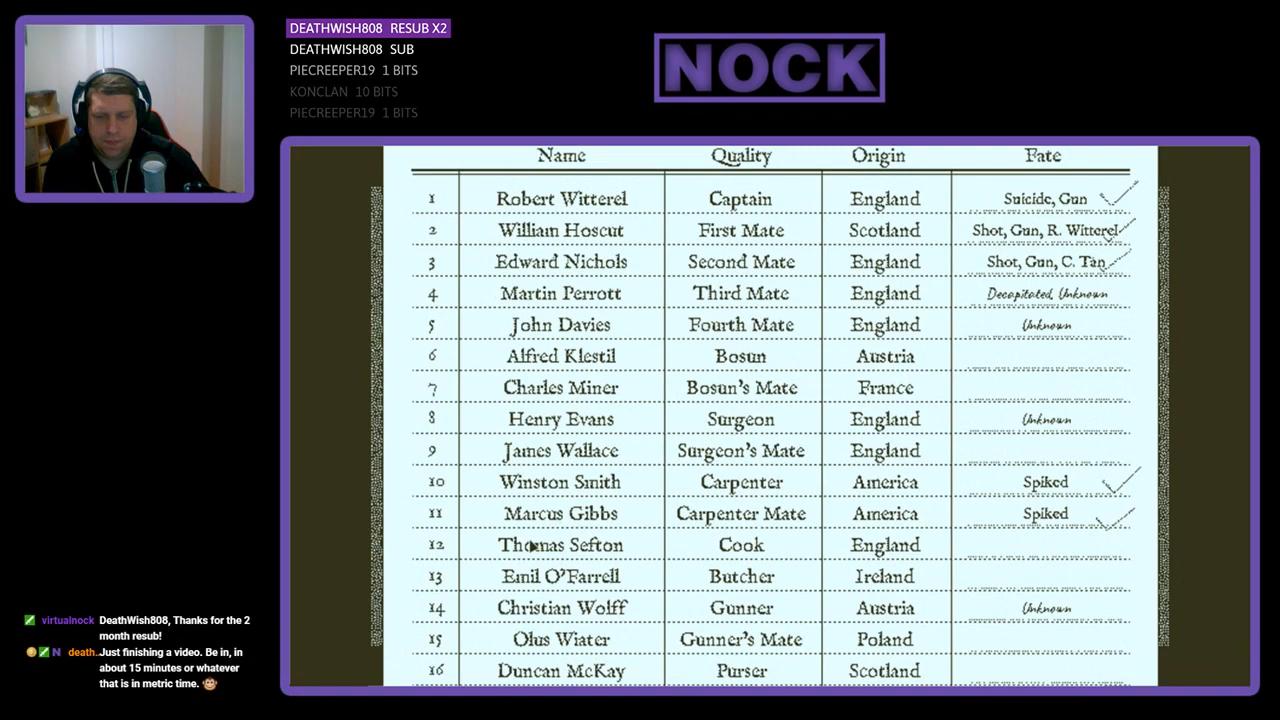 DEATHWISH808 RESUB X2
DEATHWISH808 SUB
PIECREEPER19 1 BITS
KONCLAN 10 BITS
PIECREEPER19 1 BITS
NOCK
Name Quality Origin Fate
1 Robert Witterel Captain England Suicide, Gun
2 William Hoscut First Mate Scotland Shot, Gun, R. Witterel
3 Edward Nichols Second Mate England Shot, Gun, C. Tan
4 Martin Perrott Third Mate England Decapitated, Unknown
5 John Davies Fourth Mate England Unknown
6 Alfred Klestil Bosun Austria
7 Charles Miner Bosun's Mate France
8 Henry Evans Surgeon England Unknown
9 James Wallace Surgeon's Mate England
10 Winston Smith Carpenter America Spiked
11 Marcus Gibbs Carpenter Mate America Spiked
12 Thomas Sefton Cook England
13 Emil O'Farrell Butcher Ireland
14 Christian Wolff Gunner Austria Unknown
15 Olus Wiater Gunner's Mate Poland
16 Duncan McKay Purser Scotland
virtualnock DeathWish808, Thanks for the 2
month resub!
N death... Just finishing a video. Be in, in
about 15 minutes or whatever
that is in metric time.